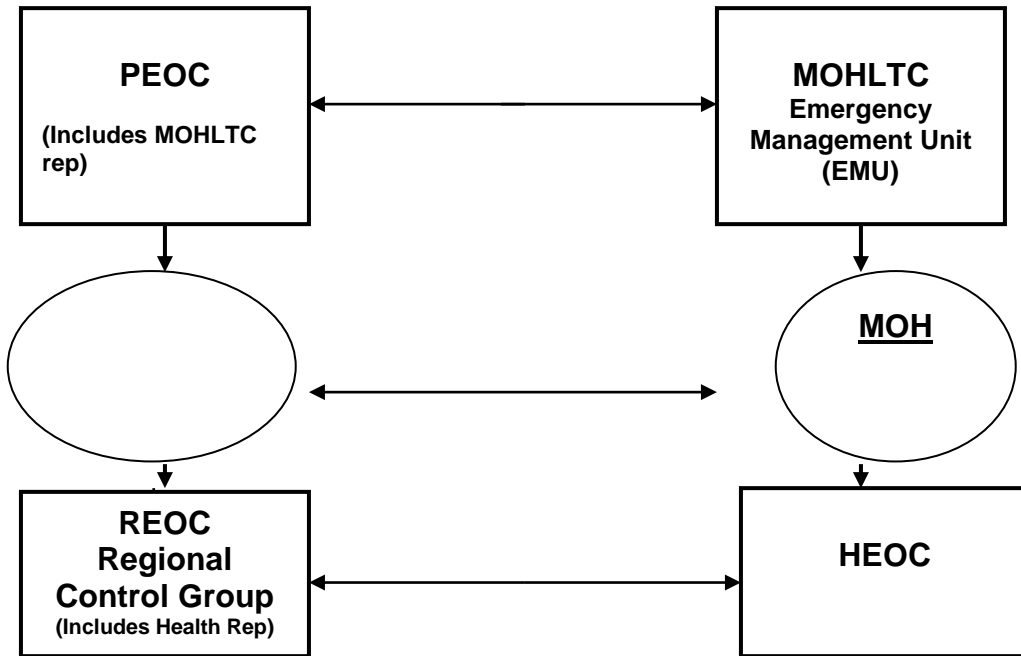 PEOC
(Includes MOHLTC
rep)
MOHLTC
Emergency
Management Unit
(EMU)
MOH
REOC
Regional
Control Group
(Includes Health Rep)
HEOC